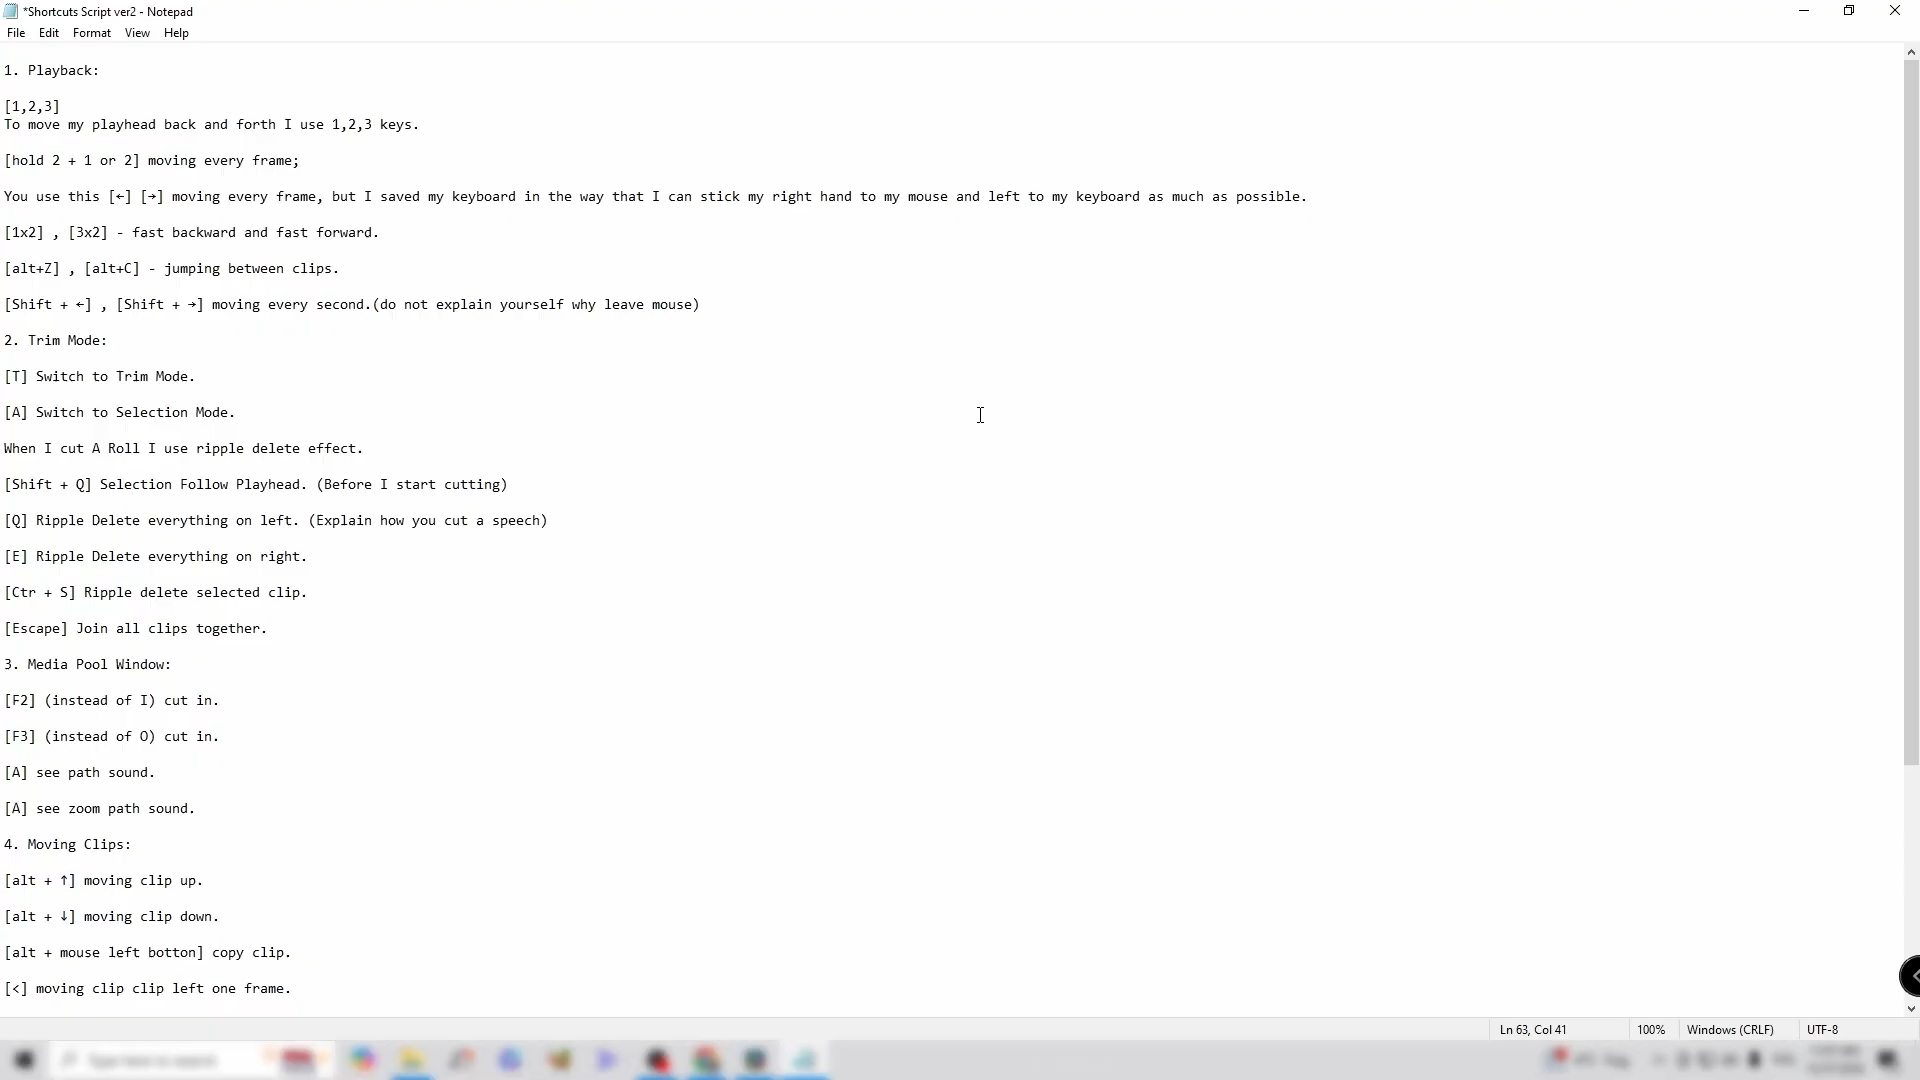 *Shortcuts Script ver2 - Notepad
File Edit Format View Help
1. Playback:
[1,2,3]
To move my playhead back and forth I use 1,2,3 keys.
[hold 2 + 1 or 2] moving every frame;
You use this [←] [→] moving every frame, but I saved my keyboard in the way that I can stick my right hand to my mouse and left to my keyboard as much as possible.
[1x2] , [3x2] - fast backward and fast forward.
[alt+Z] , [alt+C] - jumping between clips.
[Shift + ←] , [Shift + →] moving every second.(do not explain yourself why leave mouse)
2. Trim Mode:
[T] Switch to Trim Mode.
[A] Switch to Selection Mode.
When I cut A Roll I use ripple delete effect.
[Shift + Q] Selection Follow Playhead. (Before I start cutting)
[Q] Ripple Delete everything on left. (Explain how you cut a speech)
[E] Ripple Delete everything on right.
[Ctr + S] Ripple delete selected clip.
[Escape] Join all clips together.
3. Media Pool Window:
[F2] (instead of I) cut in.
[F3] (instead of O) cut in.
[A] see path sound.
[A] see zoom path sound.
4. Moving Clips:
[alt + ↑] moving clip up.
[alt + ↓] moving clip down.
[alt + mouse left botton] copy clip.
[<] moving clip clip left one frame.
Ln 63, Col 41 100% Windows (CRLF) UTF-8
Type here to search